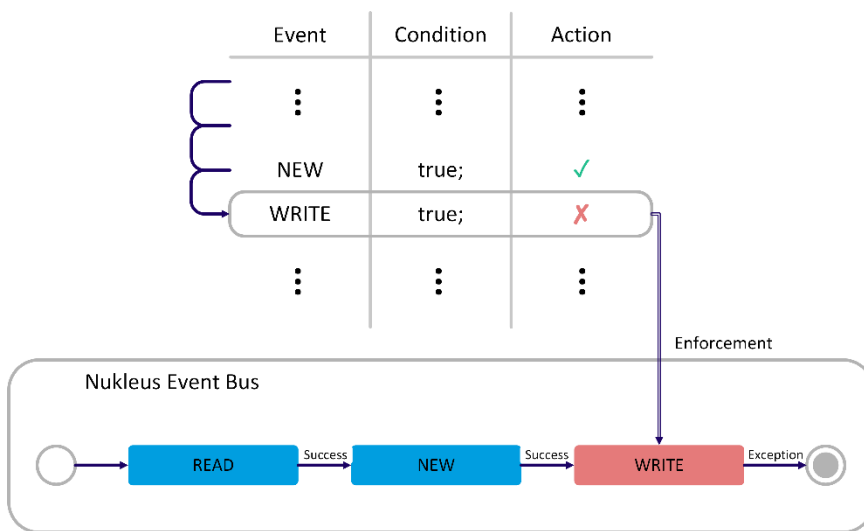 Event Condition Action
⋮ ⋮ ⋮
NEW true; ✓
WRITE true; ✗
⋮ ⋮ ⋮
Enforcement
Nukleus Event Bus
READ Success NEW Success WRITE Exception